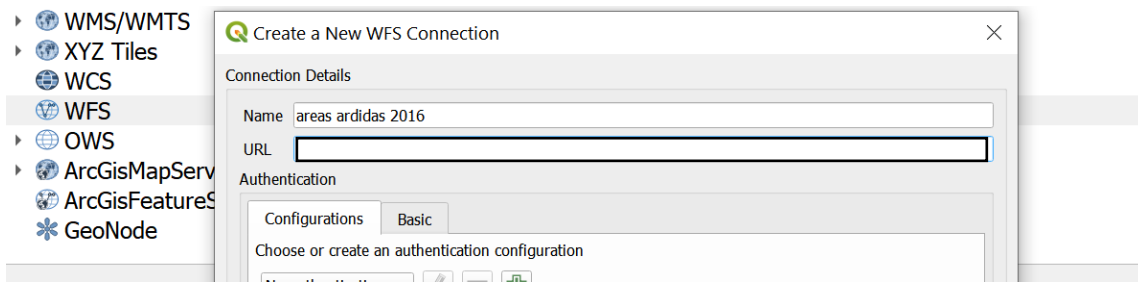 WMS/WMTS
XYZ Tiles
WCS
WFS
OWS
ArcGisMapServ
ArcGisFeatureS
GeoNode
Create a New WFS Connection
Connection Details
Name areas ardidas 2016
URL
Authentication
Configurations Basic
Choose or create an authentication configuration